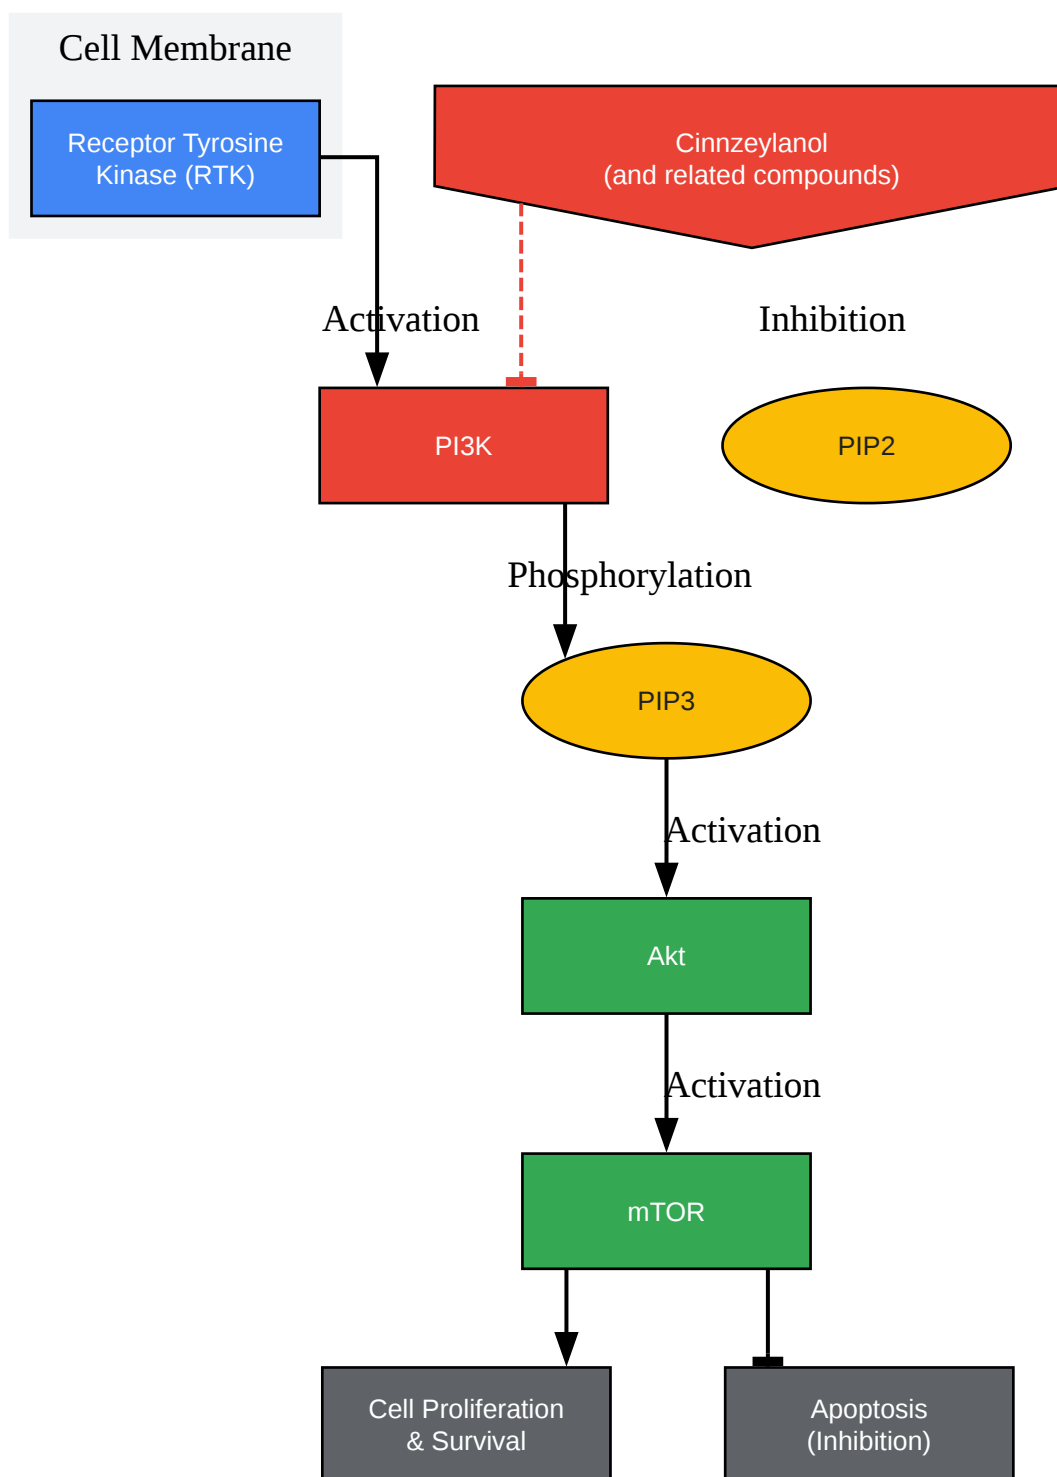 Cell Membrane
Receptor Tyrosine
Kinase (RTK)
Cinnzeylanol
(and related compounds)
Activation
Inhibition
PI3K
PIP2
Phosphorylation
PIP3
Activation
Akt
Activation
mTOR
Cell Proliferation
& Survival
Apoptosis
(Inhibition)